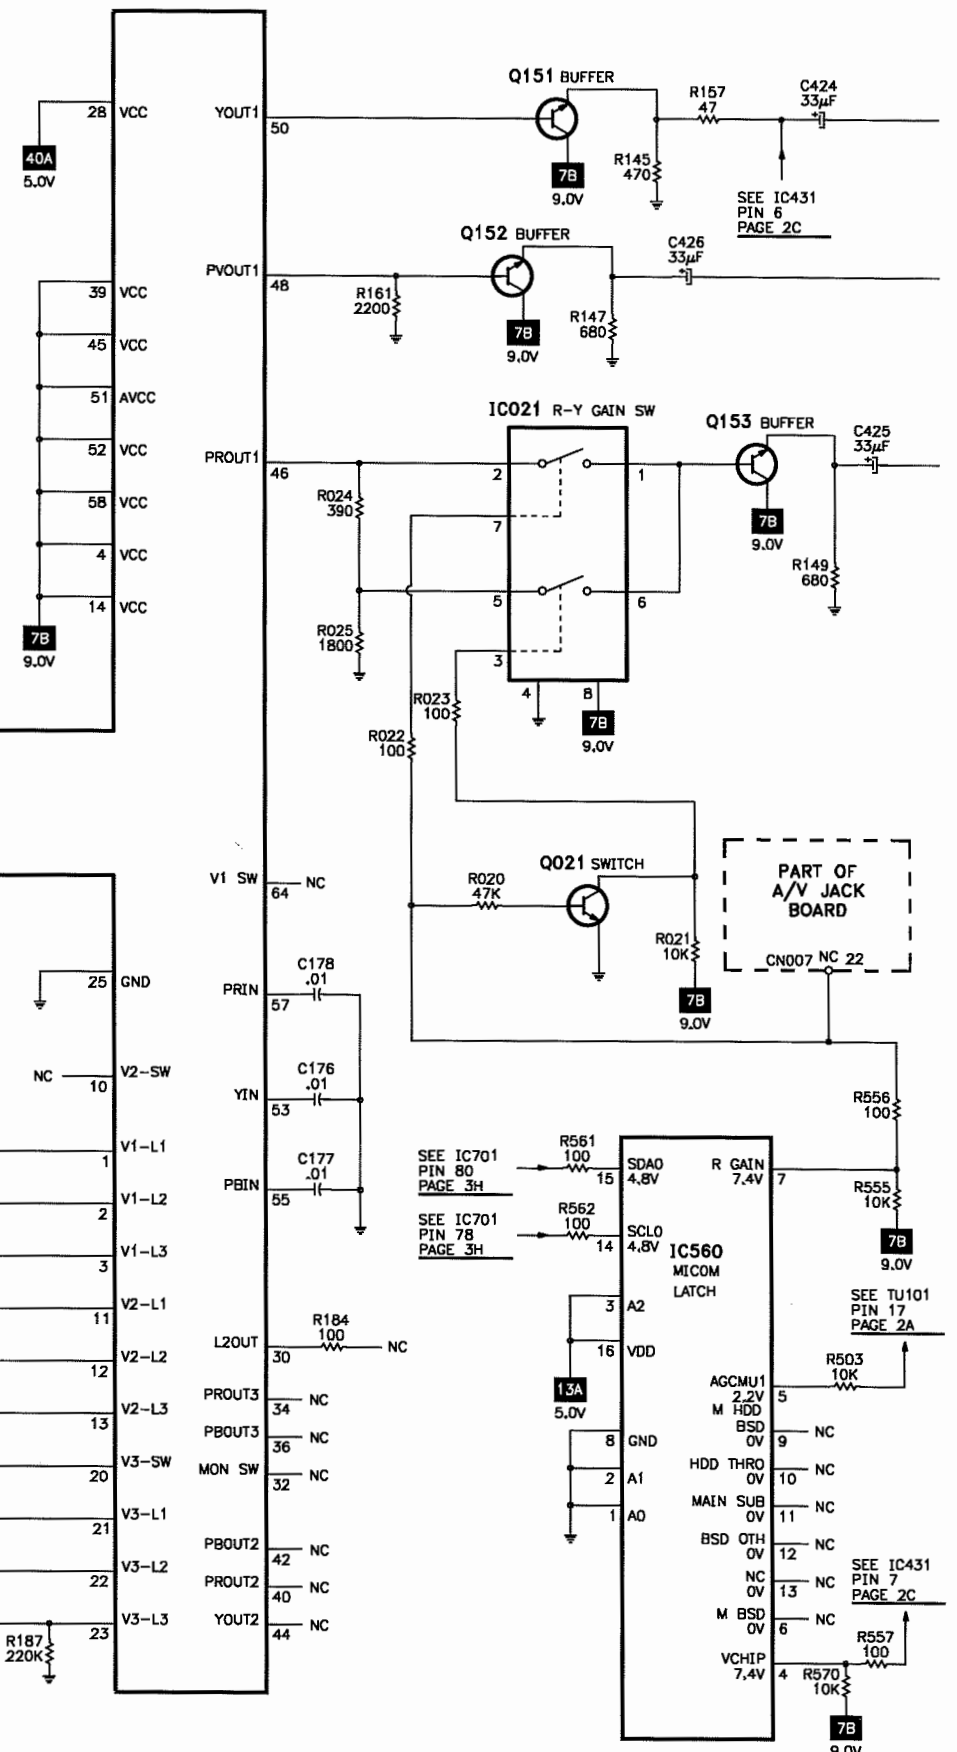 Q151 BUFFER
R157
47
C424
33µF
28 VCC
YOUT1
50
40A
5.0V
7B
9.0V
R145
470
SEE IC431
PIN 6
PAGE 2C
Q152 BUFFER
C426
33µF
PVOUT1
48
39 VCC
R161
2200
7B
9.0V
R147
680
45 VCC
51 AVCC
IC021 R-Y GAIN SW
Q153 BUFFER
C425
33µF
52 VCC
PROUT1
46
2
1
R024
390
58 VCC
7
7B
9.0V
4 VCC
R149
680
5
6
14 VCC
7B
9.0V
R025
1800
3
4
8
R023
100
7B
9.0V
R022
100
Q021 SWITCH
PART OF
A/V JACK
BOARD
V1 SW
64
NC
R020
47K
R021
10K
CN007 NC 22
25 GND
C178
.01
PRIN
57
7B
9.0V
NC
10
V2-SW
C176
.01
YIN
53
R556
100
V1-L1
1
SEE IC701
PIN 80
PAGE 3H
R561
100
15
SDA0
4.8V
R GAIN
7.4V
7
C177
.01
PBIN
55
R555
10K
V1-L2
2
SEE IC701
PIN 78
PAGE 3H
R562
100
14
SCL0
4.8V
IC560
MICOM
LATCH
7B
9.0V
V1-L3
3
V2-L1
11
3 A2
SEE TU101
PIN 17
PAGE 2A
R184
100
L2OUT
30
NC
16 VDD
V2-L2
12
13A
5.0V
R503
10K
AGCMU1
2.2V
5
PROUT3
34
NC
V2-L3
13
M HDD
BSD
0V
9
NC
PBOUT3
36
NC
8 GND
V3-SW
20
MON SW
32
NC
2 A1
HDD THRO
0V
10
NC
V3-L1
21
1 A0
MAIN SUB
0V
11
NC
PBOUT2
42
NC
BSD OTH
0V
12
NC
V3-L2
22
PROUT2
40
NC
NC
0V
13
NC
SEE IC431
PIN 7
PAGE 2C
V3-L3
23
YOUT2
44
NC
M BSD
0V
6
NC
R187
220K
R557
100
VCHIP
7.4V
4
R570
10K
7B
9.0V